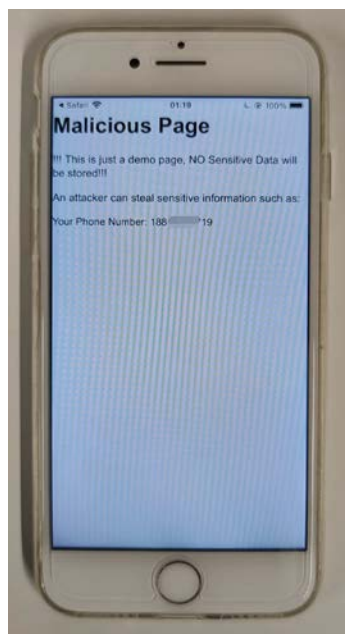 ◀ Safari 01:19 100%
Malicious Page
!!! This is just a demo page, NO Sensitive Data will
be stored!!!
An attacker can steal sensitive information such as:
Your Phone Number: 188 19